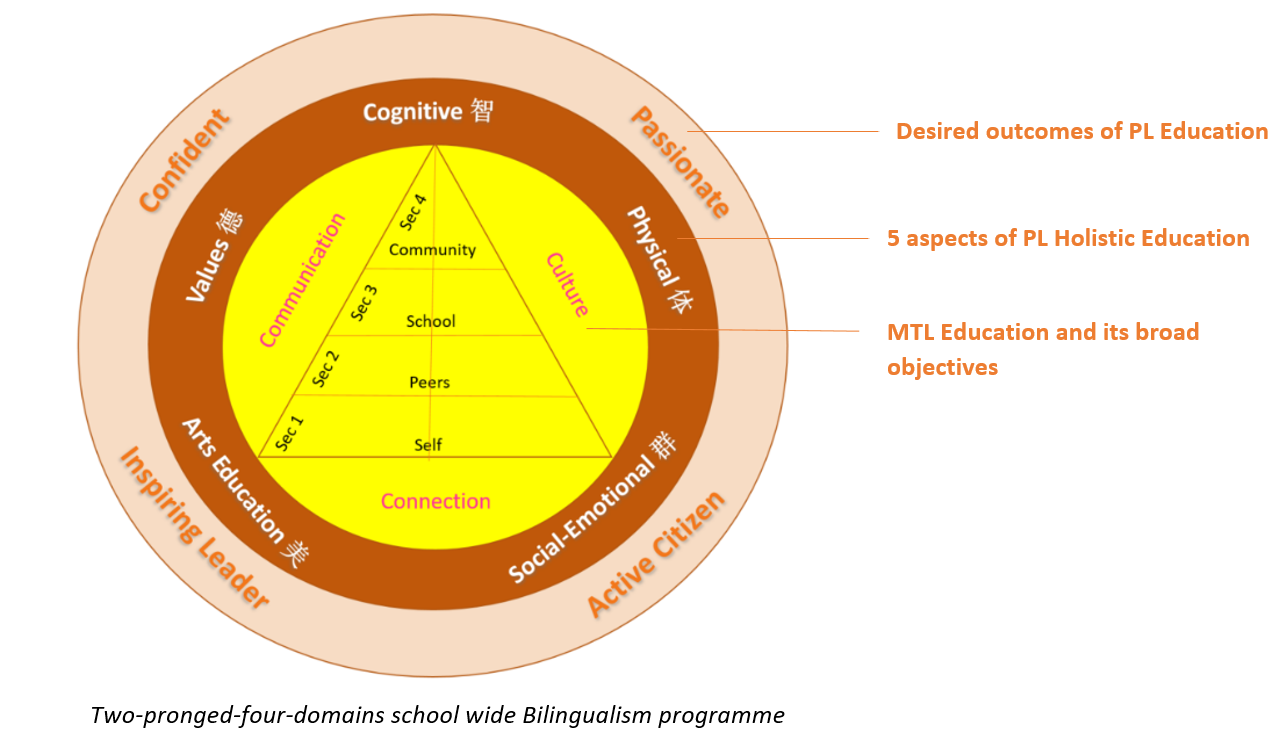 Cognitive 智
Confident
Passionate
Desired outcomes of PL Education
Values 德
Physical 体
5 aspects of PL Holistic Education
Communication
Culture
MTL Education and its broad
objectives
Sec 4
Community
Sec 3
School
Sec 2
Peers
Sec 1
Self
Connection
Arts Education 美
Social-Emotional 群
Inspiring Leader
Active Citizen
Two-pronged-four-domains school wide Bilingualism programme